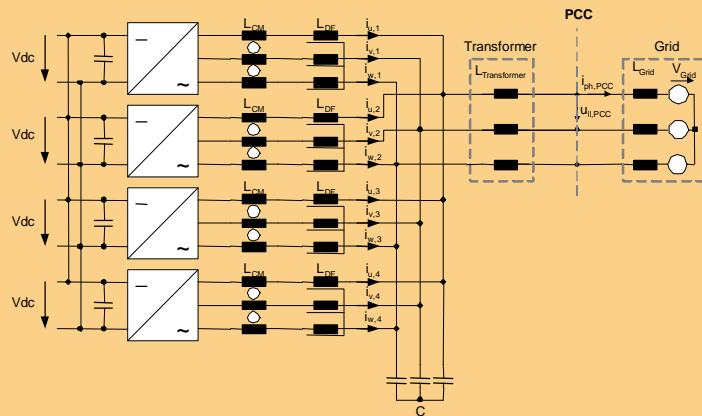 PCC
Transformer
Grid
L_CM
L_DF
i_u,1
i_v,1
i_w,1
Vdc
–
~
L_Transformer
i_ph,PCC
u_ll,PCC
L_Grid
V_Grid
i_u,2
i_v,2
i_w,2
Vdc
–
~
L_CM
L_DF
i_u,3
i_v,3
i_w,3
Vdc
–
~
L_CM
L_DF
i_u,4
i_v,4
i_w,4
Vdc
–
~
L_CM
L_DF
C